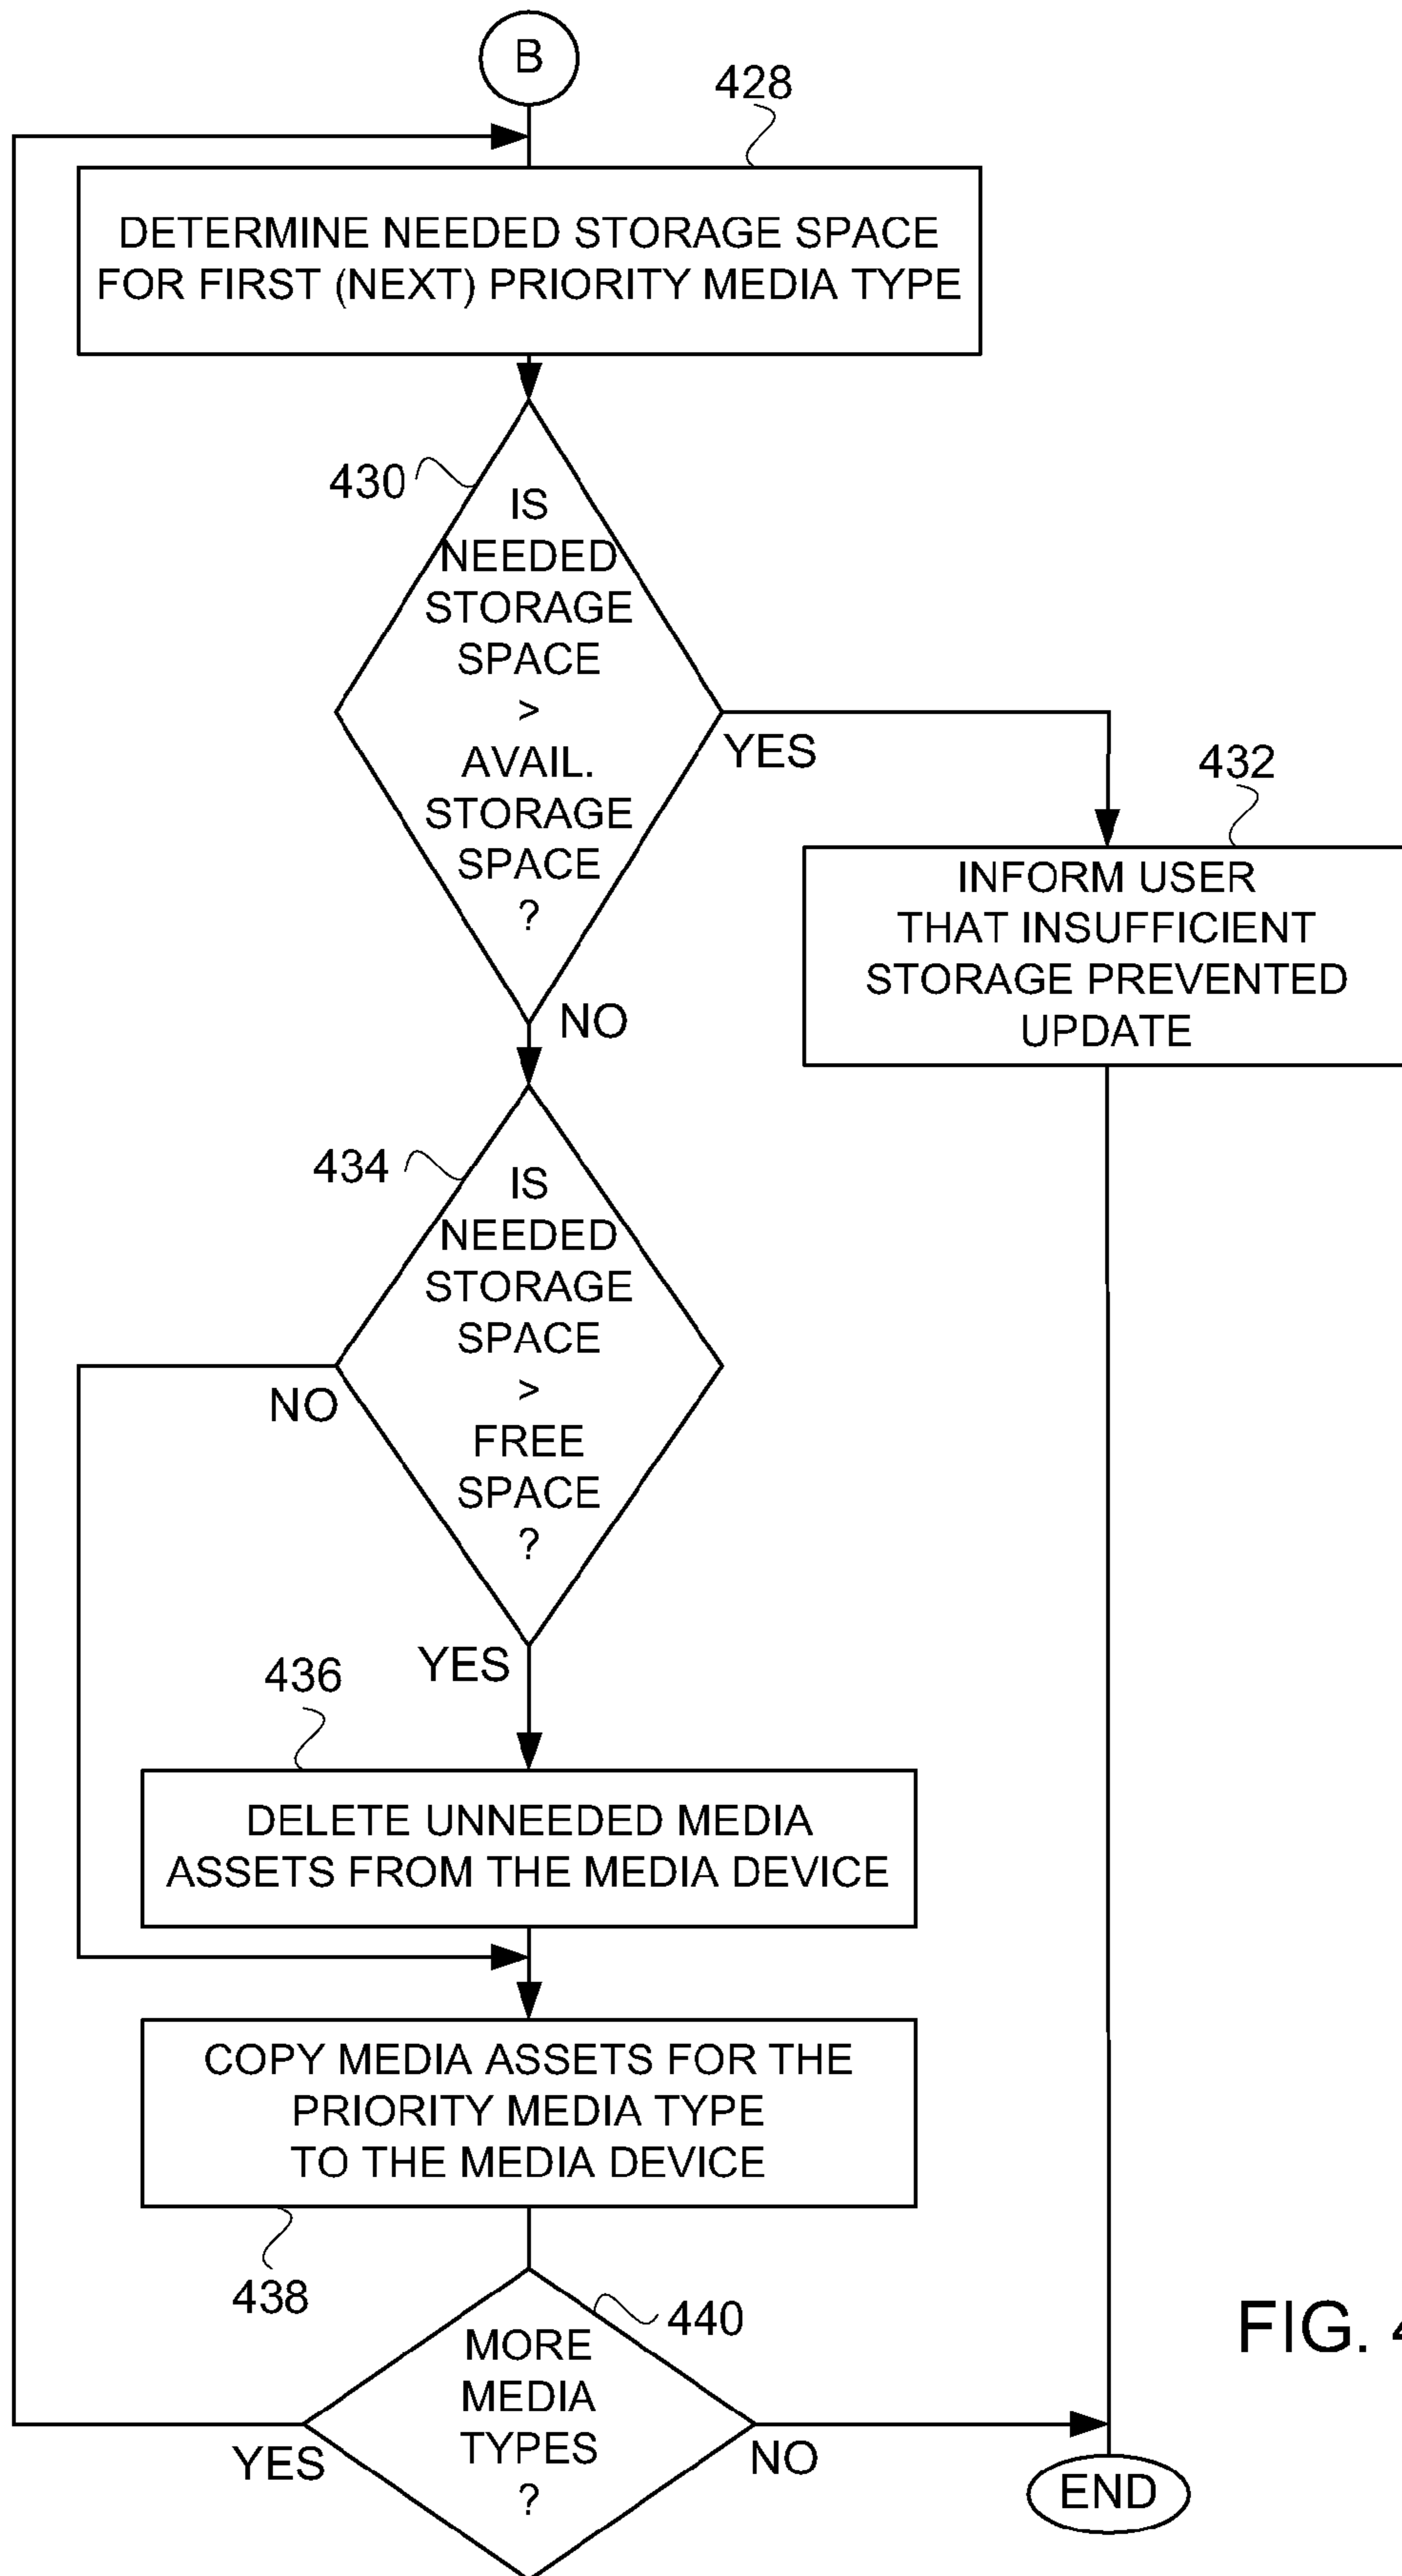 B
428
DETERMINE NEEDED STORAGE SPACE
FOR FIRST (NEXT) PRIORITY MEDIA TYPE
430
IS
NEEDED
STORAGE
SPACE
>
AVAIL.
STORAGE
SPACE
?
YES
NO
432
INFORM USER
THAT INSUFFICIENT
STORAGE PREVENTED
UPDATE
434
IS
NEEDED
STORAGE
SPACE
>
FREE
SPACE
?
NO
YES
436
DELETE UNNEEDED MEDIA
ASSETS FROM THE MEDIA DEVICE
COPY MEDIA ASSETS FOR THE
PRIORITY MEDIA TYPE
TO THE MEDIA DEVICE
438
440
MORE
MEDIA
TYPES
?
YES
NO
END
FIG.